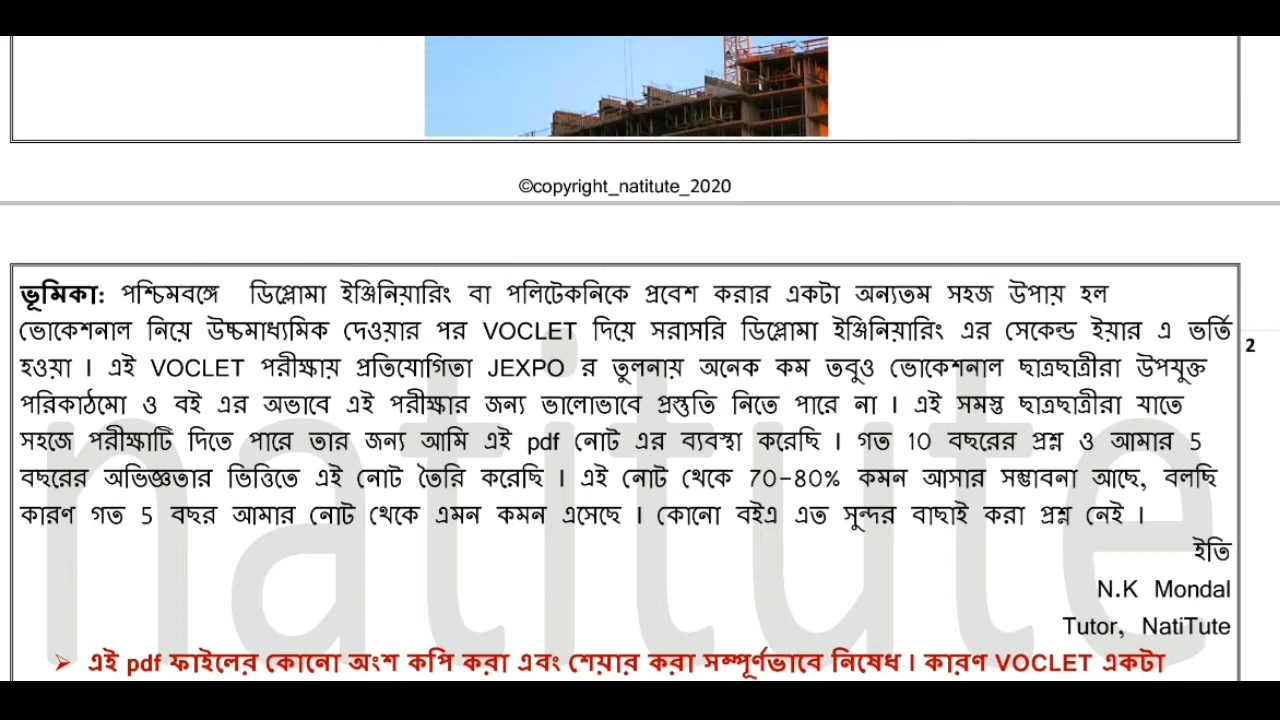 ©copyright_natitute_2020
ভূমিকা: পশ্চিমবঙ্গে ডিপ্লোমা ইঞ্জিনিয়ারিং বা পলিটেকনিকে প্রবেশ করার একটা অন্যতম সহজ উপায় হল
ভোকেশনাল নিয়ে উচ্চমাধ্যমিক দেওয়ার পর VOCLET দিয়ে সরাসরি ডিপ্লোমা ইঞ্জিনিয়ারিং এর সেকেন্ড ইয়ার এ ভর্তি
2
হওয়া । এই VOCLET পরীক্ষায় প্রতিযোগিতা JEXPO র তুলনায় অনেক কম তবুও ভোকেশনাল ছাত্রছাত্রীরা উপযুক্ত
পরিকাঠমো ও বই এর অভাবে এই পরীক্ষার জন্য ভালোভাবে প্রস্তুতি নিতে পারে না । এই সমস্ত ছাত্রছাত্রীরা যাতে
সহজে পরীক্ষাটি দিতে পারে তার জন্য আমি এই pdf নোট এর ব্যবস্থা করেছি । গত 10 বছরের প্রশ্ন ও আমার 5
বছরের অভিজ্ঞতার ভিত্তিতে এই নোট তৈরি করেছি । এই নোট থেকে 70-80% কমন আসার সম্ভাবনা আছে, বলছি
কারণ গত 5 বছর আমার নোট থেকে এমন কমন এসেছে । কোনো বইএ এত সুন্দর বাছাই করা প্রশ্ন নেই ।
ইতি
N.K Mondal
Tutor, NatiTute
natitute
➢ এই pdf ফাইলের কোনো অংশ কপি করা এবং শেয়ার করা সম্পূর্ণভাবে নিষেধ । কারণ VOCLET একটা